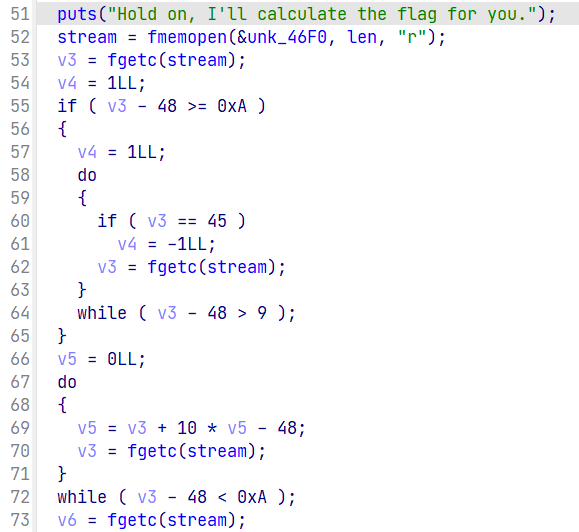 51 puts("Hold on, I'll calculate the flag for you.");
52 stream = fmemopen(&unk_46F0, len, "r");
53 v3 = fgetc(stream);
54 v4 = 1LL;
55 if ( v3 - 48 >= 0xA )
56 {
57 v4 = 1LL;
58 do
59 {
60 if ( v3 == 45 )
61 v4 = -1LL;
62 v3 = fgetc(stream);
63 }
64 while ( v3 - 48 > 9 );
65 }
66 v5 = 0LL;
67 do
68 {
69 v5 = v3 + 10 * v5 - 48;
70 v3 = fgetc(stream);
71 }
72 while ( v3 - 48 < 0xA );
73 v6 = fgetc(stream);